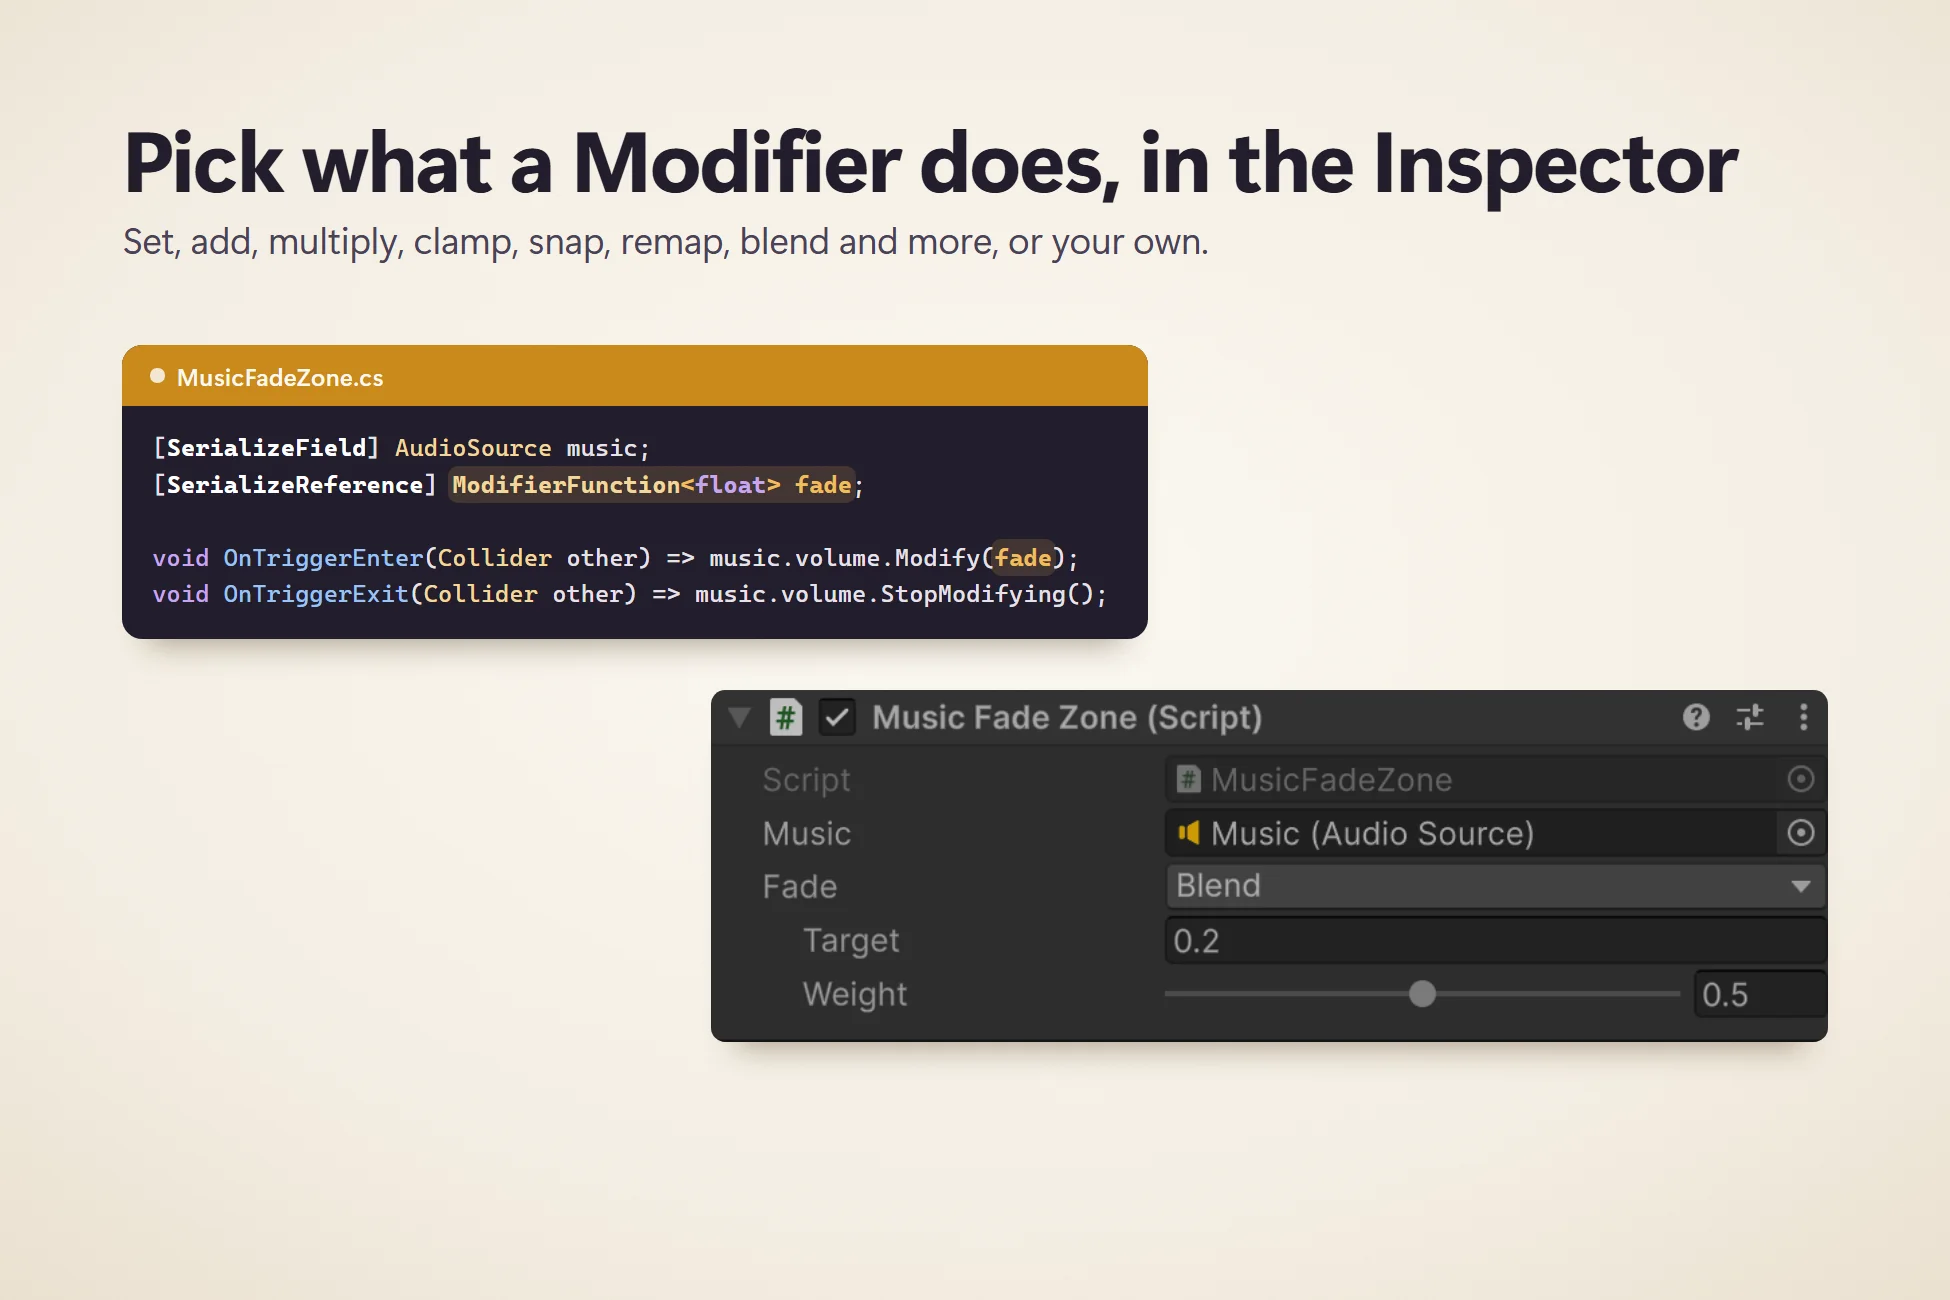 Pick what a Modifier does, in the Inspector
Set, add, multiply, clamp, snap, remap, blend and more, or your own.
MusicFadeZone.cs
[SerializeField] AudioSource music;
[SerializeReference] ModifierFunction<float> fade;
void OnTriggerEnter(Collider other) => music.volume.Modify(fade);
void OnTriggerExit(Collider other) => music.volume.StopModifying();
# Music Fade Zone (Script) ?
Script # MusicFadeZone
Music Music (Audio Source)
Fade Blend
Target 0.2
Weight 0.5